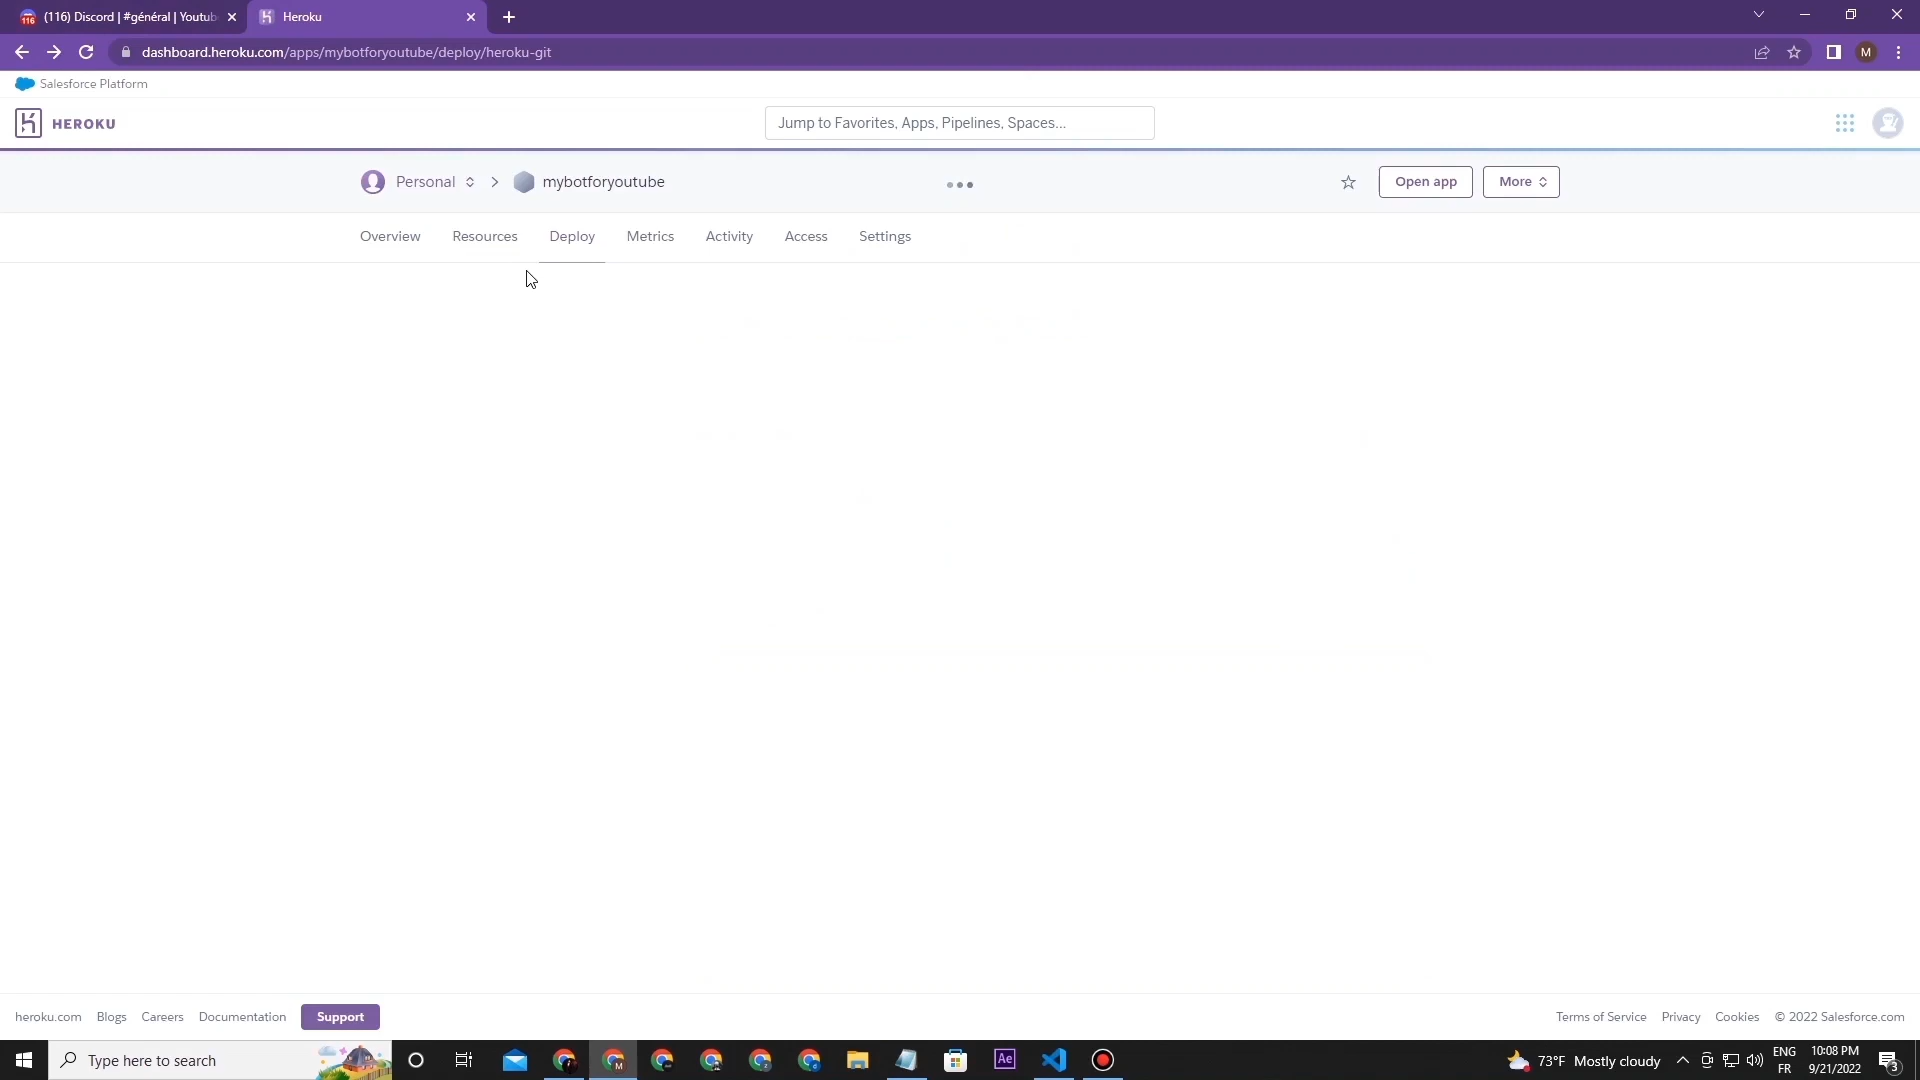 (116) Discord | #général | Youtub
Heroku
dashboard.heroku.com/apps/mybotforyoutube/deploy/heroku-git
M
Salesforce Platform
HEROKU
Jump to Favorites, Apps, Pipelines, Spaces...
Personal
mybotforyoutube
Open app
More
Overview
Resources
Deploy
Metrics
Activity
Access
Settings
heroku.com
Blogs
Careers
Documentation
Support
Terms of Service
Privacy
Cookies
© 2022 Salesforce.com
Type here to search
Ae
73°F Mostly cloudy
ENG
FR
10:08 PM
9/21/2022
3